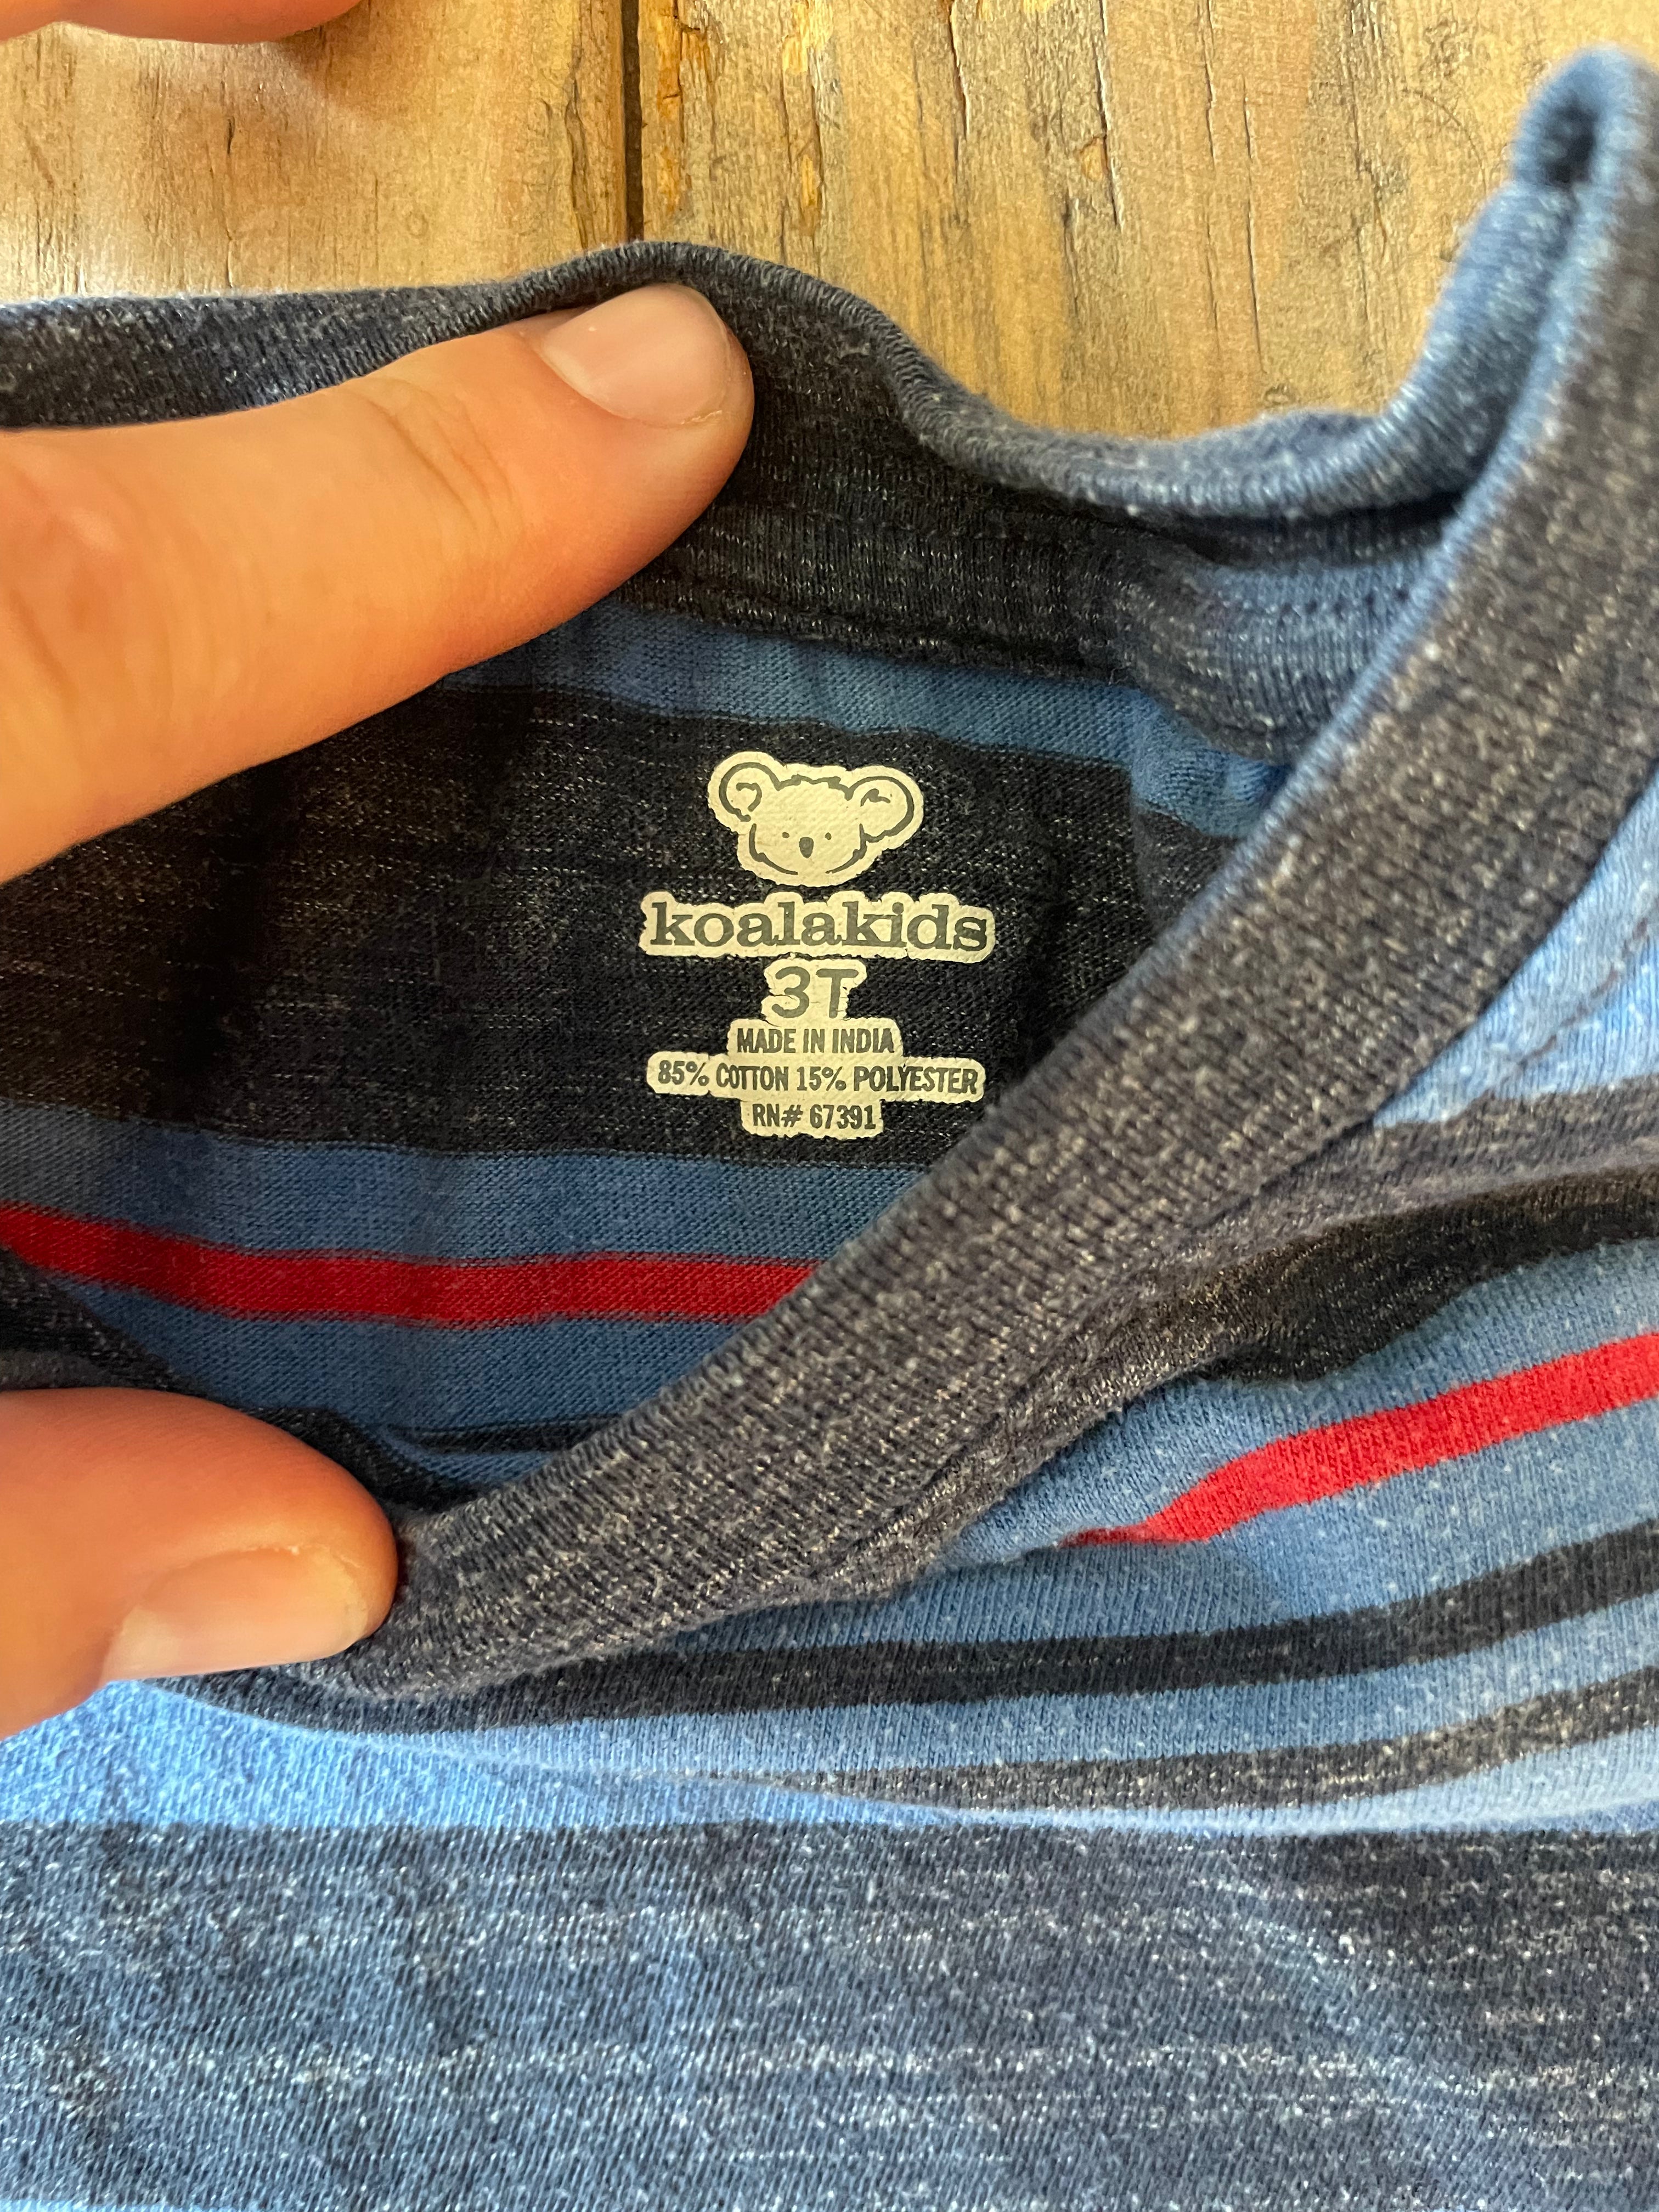 koalakids
3T
MADE IN INDIA
85% COTTON 15% POLYESTER
RN# 67391